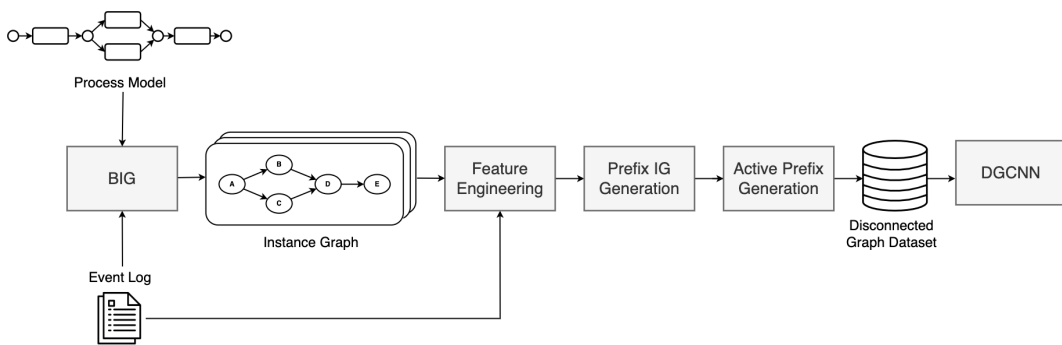 Process Model
BIG
A
B
C
D
E
Instance Graph
Feature
Engineering
Prefix IG
Generation
Active Prefix
Generation
Disconnected
Graph Dataset
DGCNN
Event Log